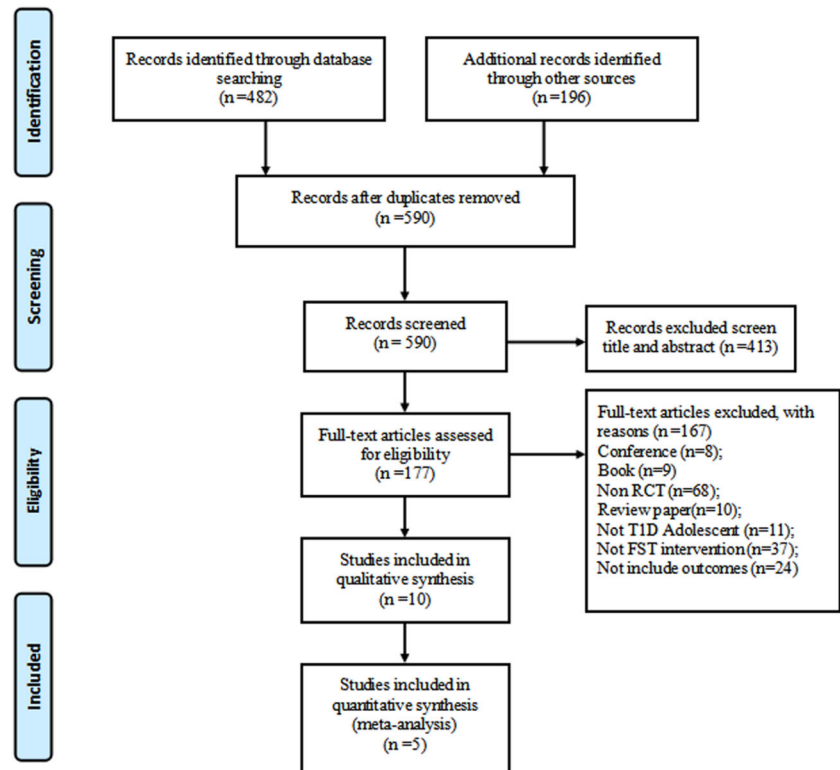 Identification
Records identified through database
searching
(n =482)
Additional records identified
through other sources
(n =196)
Records after duplicates removed
(n =590)
Screening
Records screened
(n = 590)
Records excluded screen
title and abstract (n =413)
Eligibility
Full-text articles assessed
for eligibility
(n =177)
Full-text articles excluded, with
reasons (n =167)
Conference (n=8);
Book (n=9)
Non RCT (n=68);
Review paper(n=10);
Not T1D Adolescent (n=11);
Not FST intervention(n=37);
Not include outcomes (n=24)
Studies included in
qualitative synthesis
(n =10)
Included
Studies included in
quantitative synthesis
(meta-analysis)
(n =5)